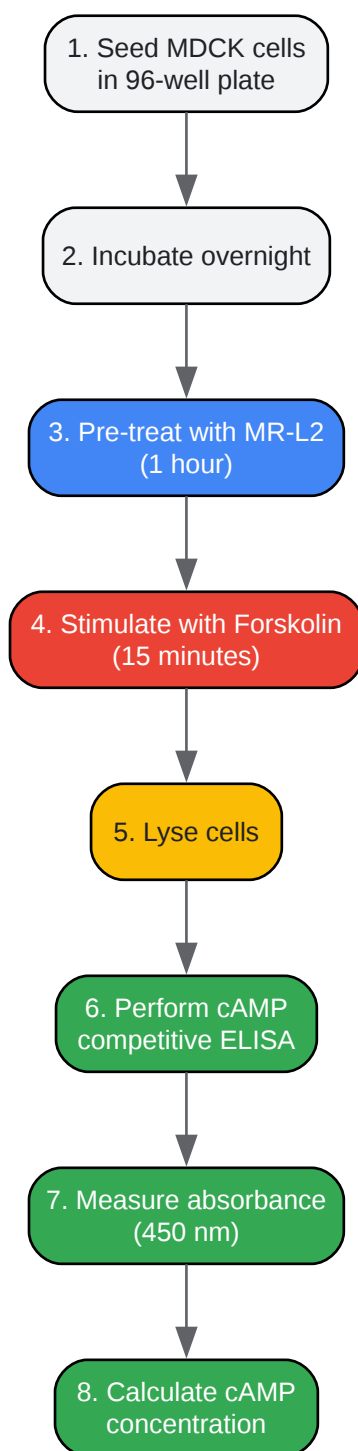 1. Seed MDCK cells
in 96-well plate
2. Incubate overnight
3. Pre-treat with MR-L2
(1 hour)
4. Stimulate with Forskolin
(15 minutes)
5. Lyse cells
6. Perform cAMP
competitive ELISA
7. Measure absorbance
(450 nm)
8. Calculate cAMP
concentration